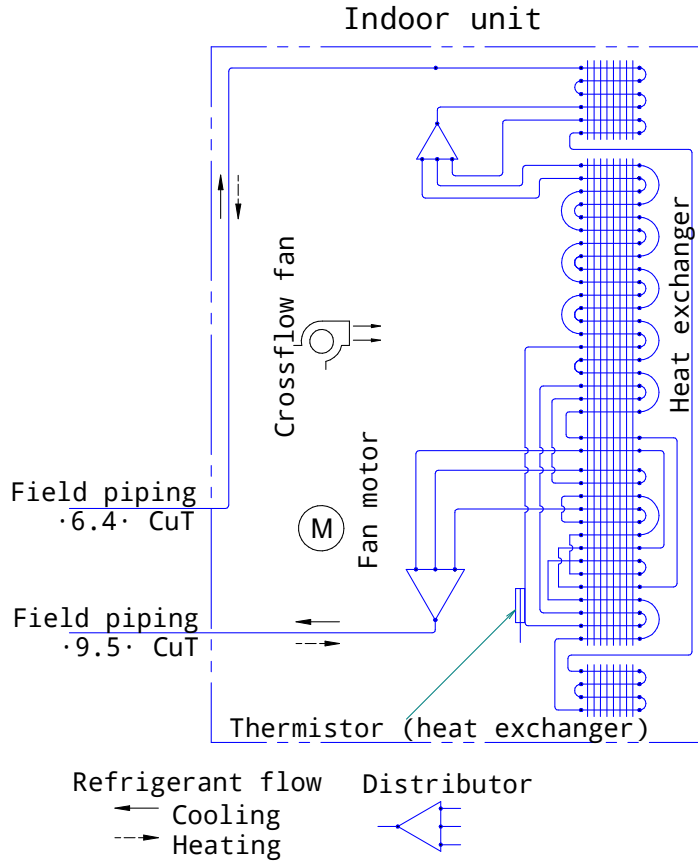 Indoor unit
Crossflow fan
Heat exchanger
Fan motor
Field piping
·6.4· CuT
M
Field piping
·9.5· CuT
Thermistor (heat exchanger)
Refrigerant flow
Cooling
Heating
Distributor